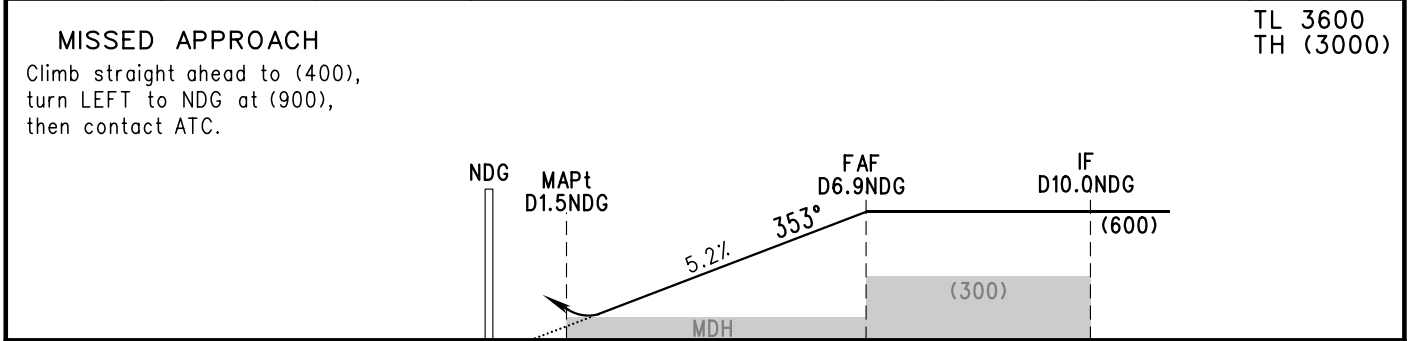 TL 3600
TH (3000)
MISSED APPROACH
Climb straight ahead to (400),
turn LEFT to NDG at (900),
then contact ATC.
NDG
MAPt
D1.5NDG
FAF
D6.9NDG
IF
D10.0NDG
353°
5.2%
(600)
(300)
MDH